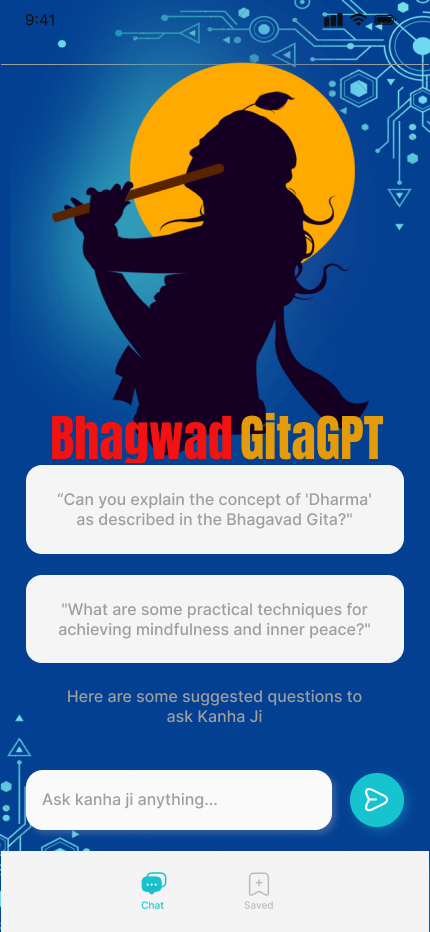 9:41
Bhagwad GitaGPT
“Can you explain the concept of 'Dharma'
as described in the Bhagavad Gita?"
"What are some practical techniques for
achieving mindfulness and inner peace?"
Here are some suggested questions to
ask Kanha Ji
Ask kanha ji anything...
Chat
Saved